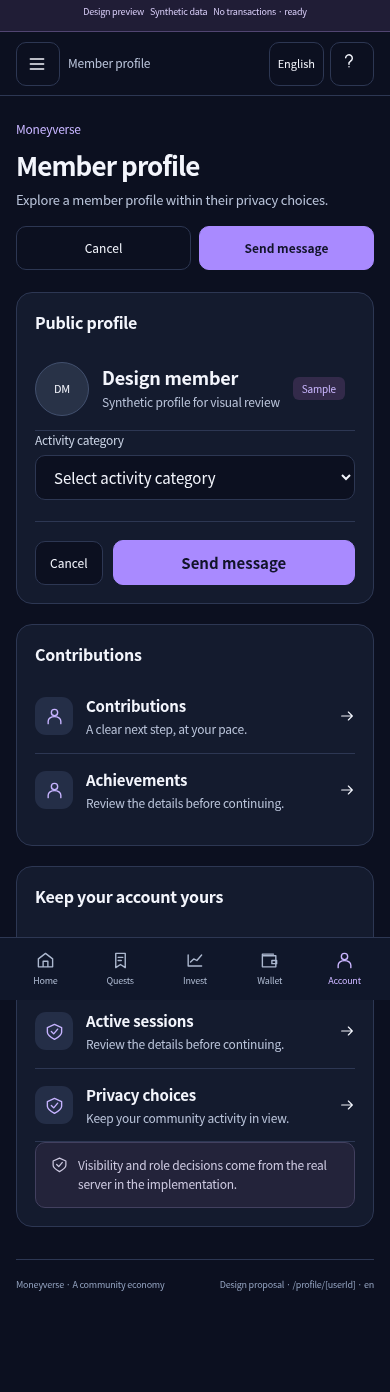 Design preview Synthetic data No transactions · ready
Member profile
English
?
Moneyverse
Member profile
Explore a member profile within their privacy choices.
Cancel
Send message
Public profile
DM
Design member
Synthetic profile for visual review
Sample
Activity category
Select activity category
Cancel
Send message
Contributions
Contributions
A clear next step, at your pace.
Achievements
Review the details before continuing.
Keep your account yours
Home
Quests
Invest
Wallet
Account
Active sessions
Review the details before continuing.
Privacy choices
Keep your community activity in view.
Visibility and role decisions come from the real
server in the implementation.
Moneyverse · A community economy
Design proposal · /profile/[userId] · en